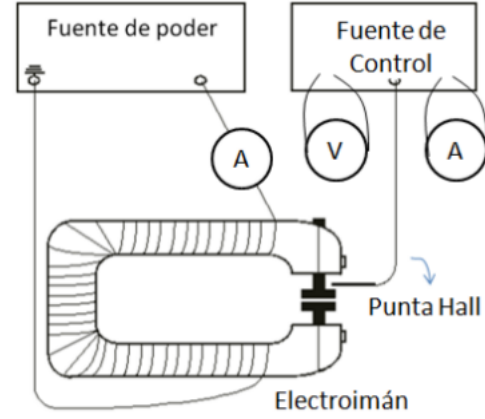 Fuente de poder
Fuente de
Control
A
V
A
Punta Hall
Electroimán